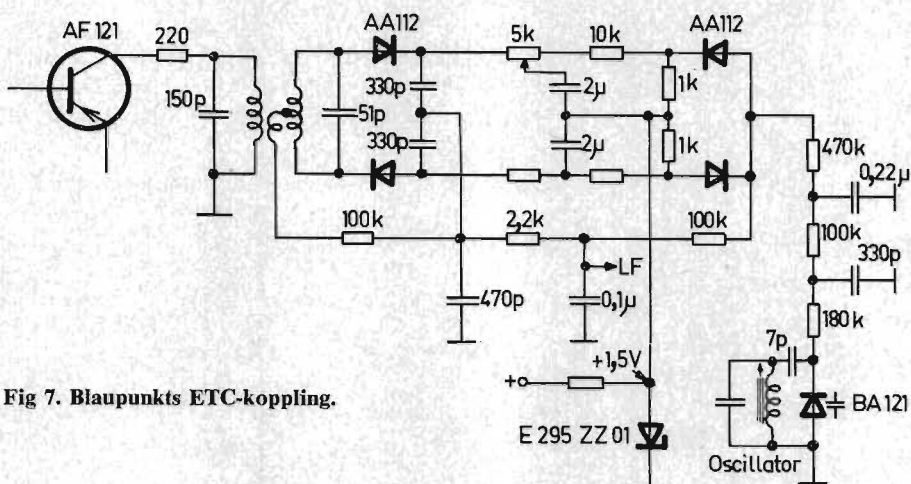 AF 121
220
150p
AA112
330p
51p
330p
5k
10k
AA112
2µ
1k
2µ
1k
470k
0,22µ
100k
330p
180k
100k
2,2k
100k
LF
470p
0,1µ
+1,5V
+
E 295 ZZ 01
7p
BA 121
Oscillator
Fig 7. Blaupunkts ETC-koppling.